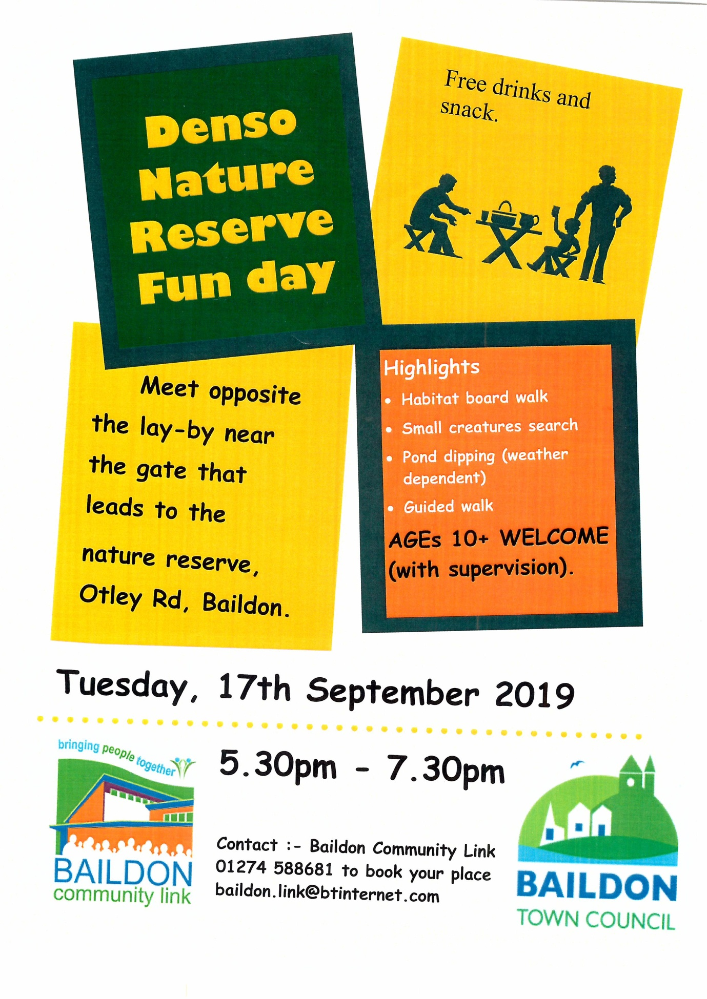 Denso
Nature
Reserve
Fun day
Free drinks and
snack.
Meet opposite
the lay-by near
the gate that
leads to the
nature reserve,
Otley Rd, Baildon.
Highlights
• Habitat board walk
• Small creatures search
• Pond dipping (weather
dependent)
• Guided walk
AGEs 10+ WELCOME
(with supervision).
Tuesday, 17th September 2019
5.30pm - 7.30pm
bringing people together
BAILDON
community link
Contact :- Baildon Community Link
01274 588681 to book your place
baildon.link@btinternet.com
BAILDON
TOWN COUNCIL